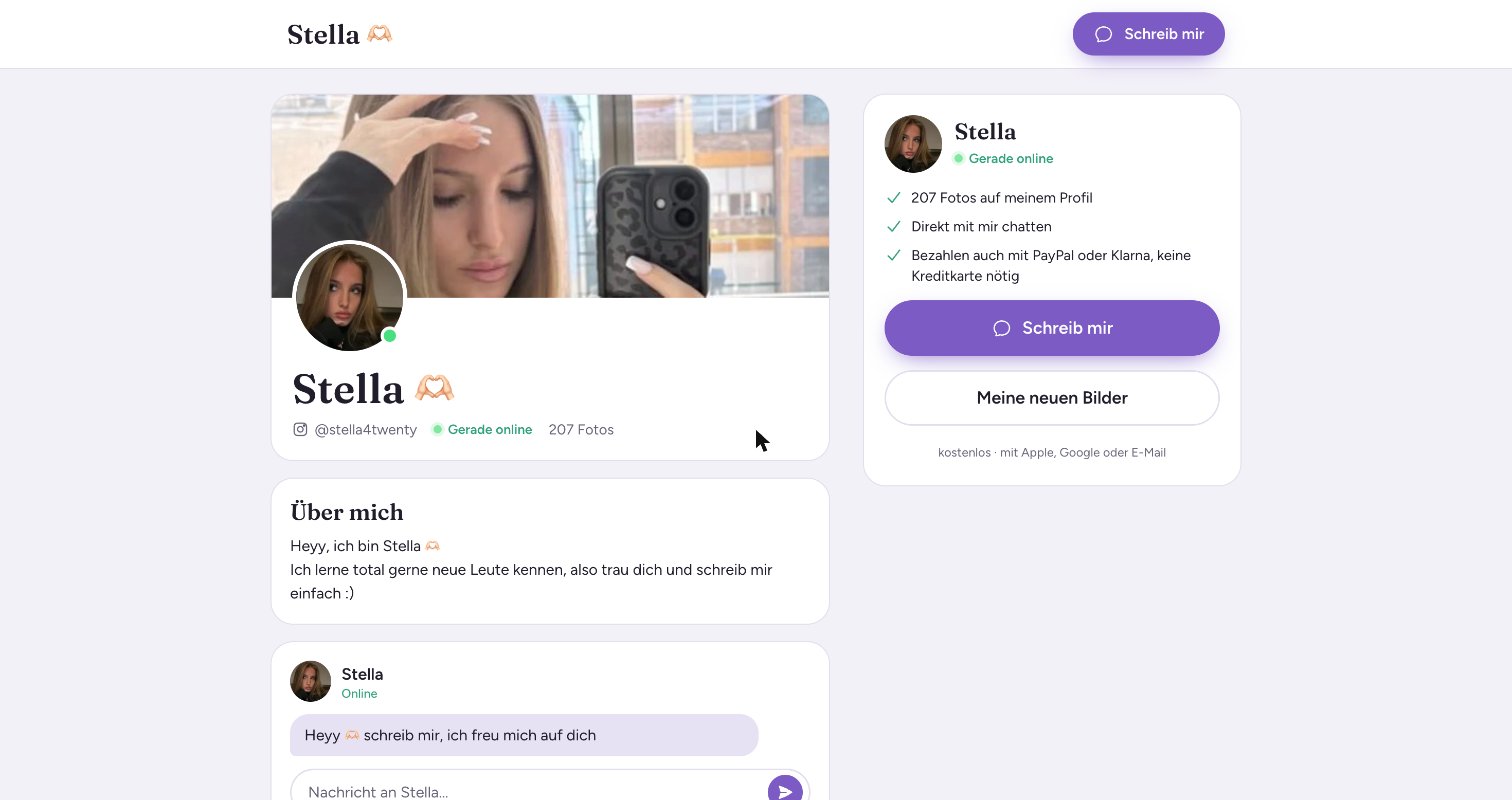 Stella 🫶🏻
Schreib mir
Stella 🫶🏻
@stella4twenty
Gerade online
207 Fotos
Über mich
Heyy, ich bin Stella 🫶🏻
Ich lerne total gerne neue Leute kennen, also trau dich und schreib mir
einfach :)
Stella
Online
Heyy 🫶🏻 schreib mir, ich freu mich auf dich
Nachricht an Stella...
Stella
Gerade online
207 Fotos auf meinem Profil
Direkt mit mir chatten
Bezahlen auch mit PayPal oder Klarna, keine
Kreditkarte nötig
Schreib mir
Meine neuen Bilder
kostenlos · mit Apple, Google oder E-Mail